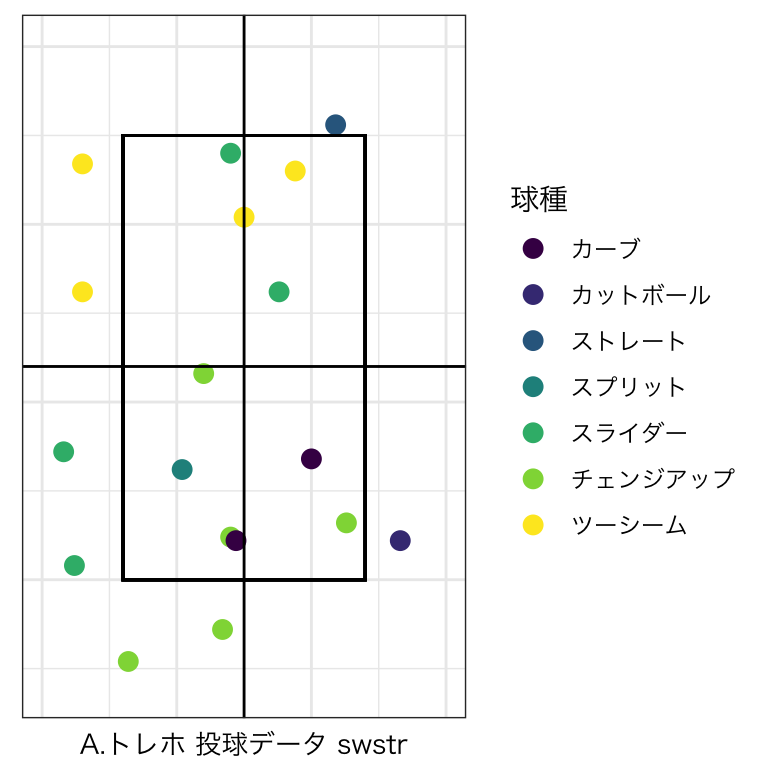 球種
カーブ
カットボール
ストレート
スプリット
スライダー
チェンジアップ
ツーシーム
A.トレホ 投球データ swstr